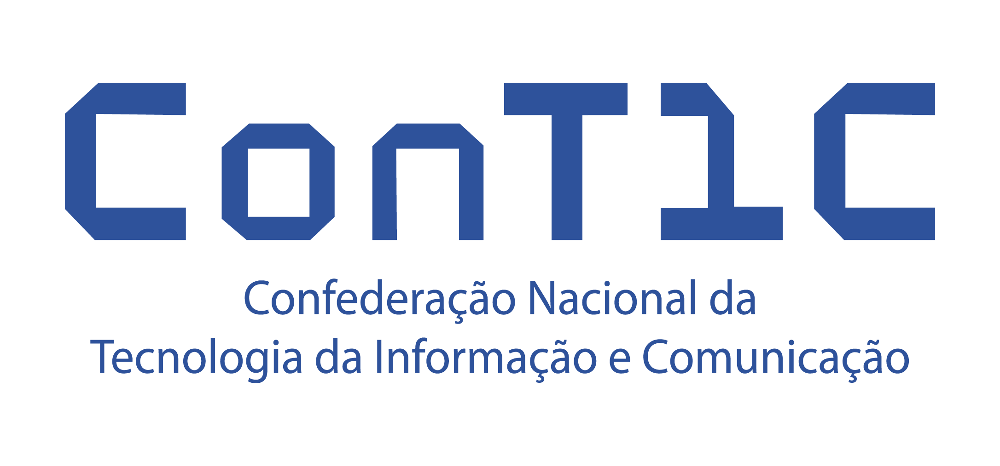 ConT1C
Confederação Nacional da
Tecnologia da Informação e Comunicação